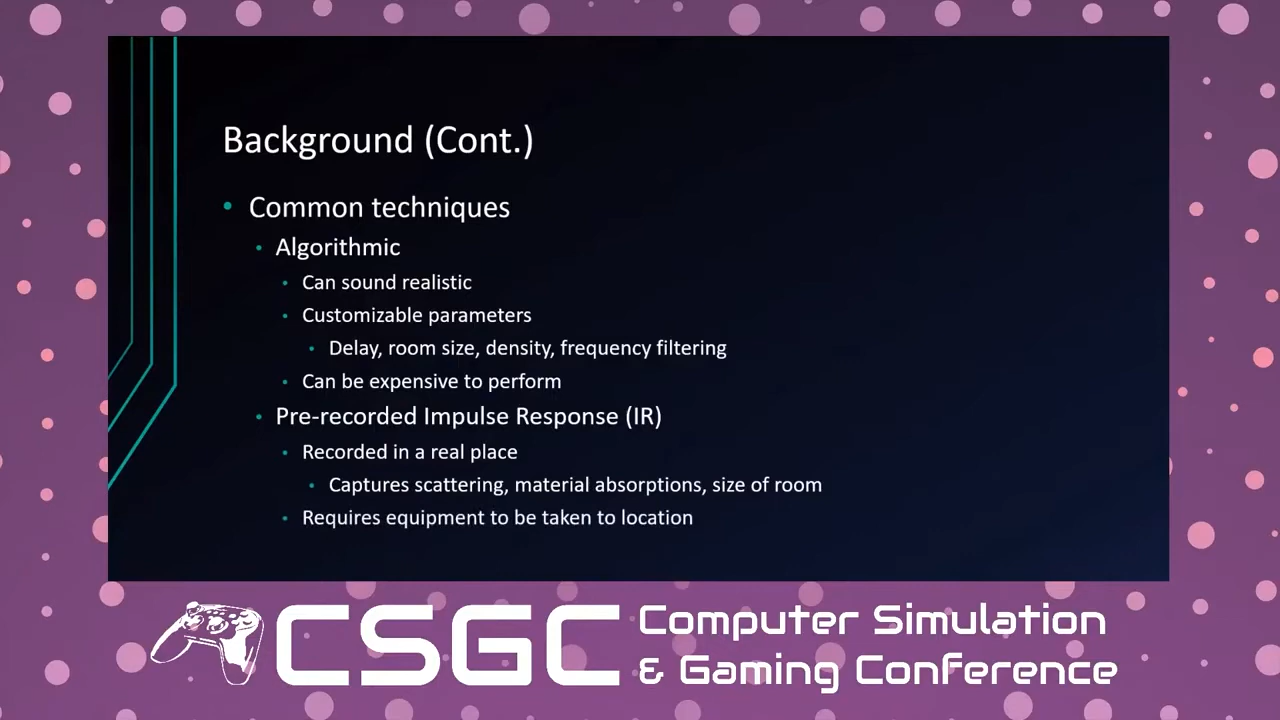 Background (Cont.)
Common techniques
Algorithmic
Can sound realistic
Customizable parameters
Delay, room size, density, frequency filtering
Can be expensive to perform
Pre-recorded Impulse Response (IR)
Recorded in a real place
Captures scattering, material absorptions, size of room
Requires equipment to be taken to location
CSGC
Computer Simulation
& Gaming Conference